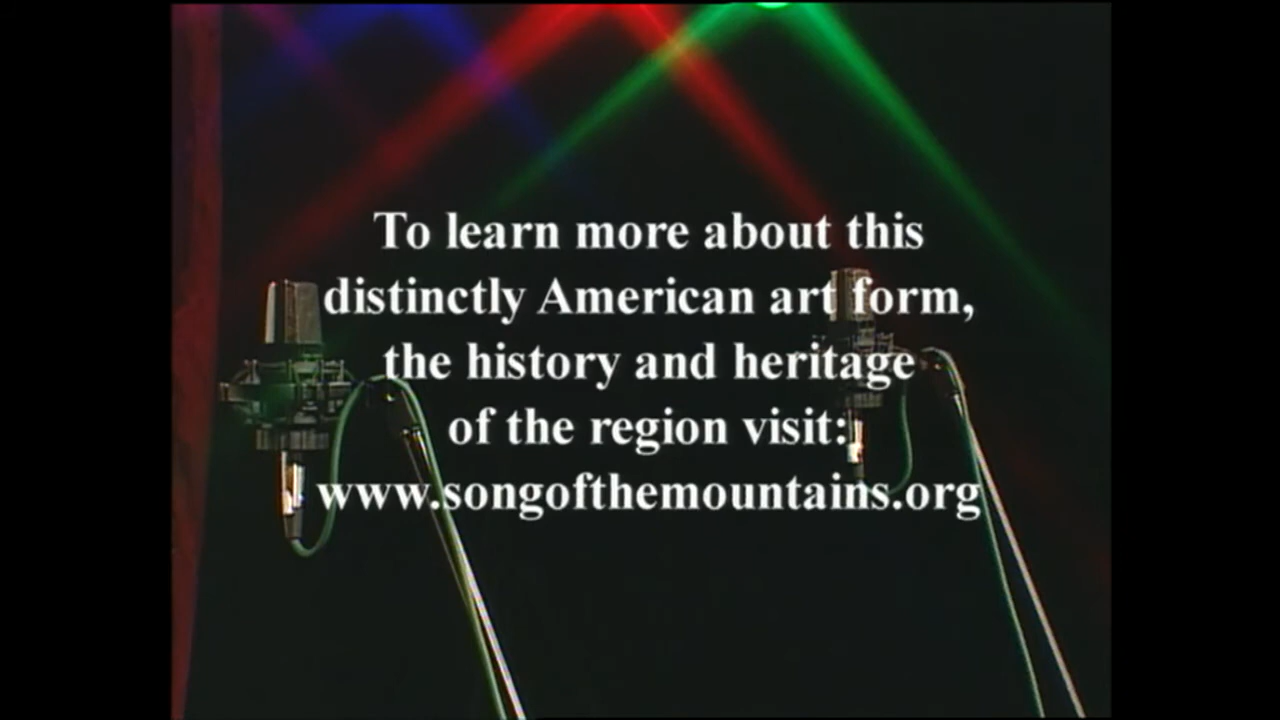 To learn more about this
distinctly American art form,
the history and heritage
of the region visit:
www.songofthemountains.org